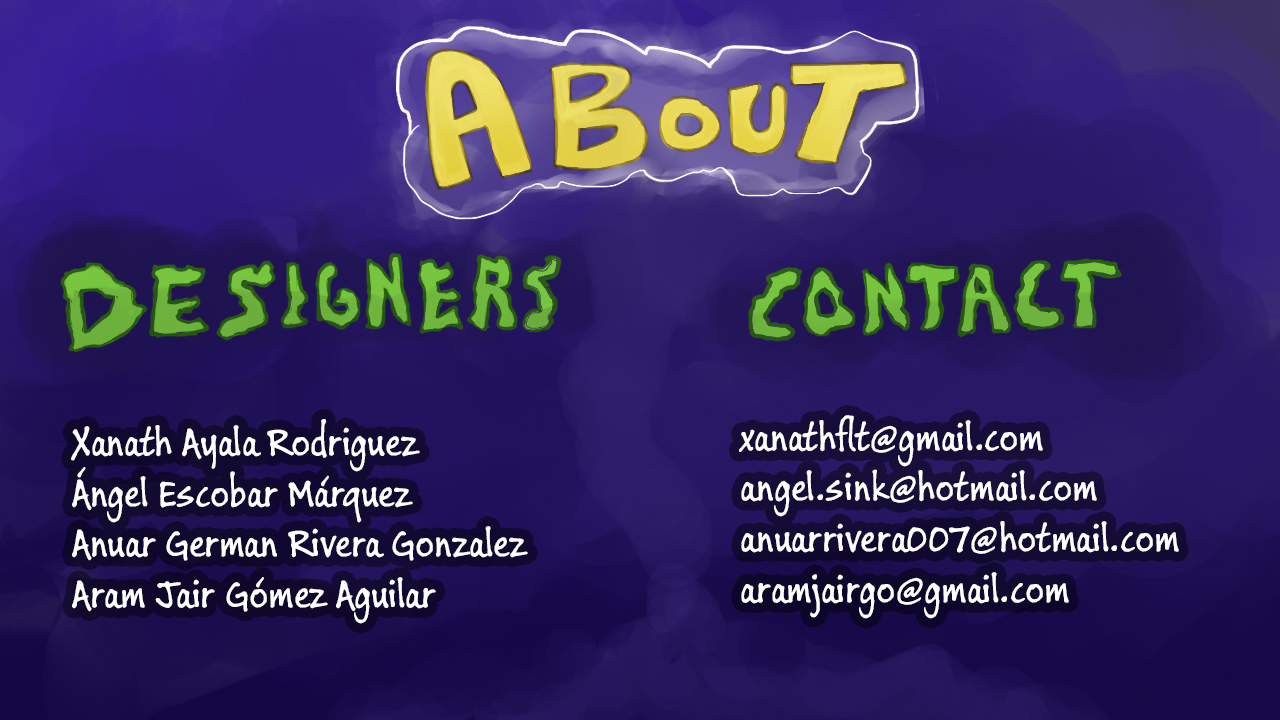 ABOUT
DESIGNERS
Xanath Ayala Rodriguez
Ángel Escobar Márquez
Anuar German Rivera Gonzalez
Aram Jair Gómez Aguilar
CONTACT
xanathflt@gmail.com
angel.sink@hotmail.com
anuarrivera007@hotmail.com
aramjairgo@gmail.com